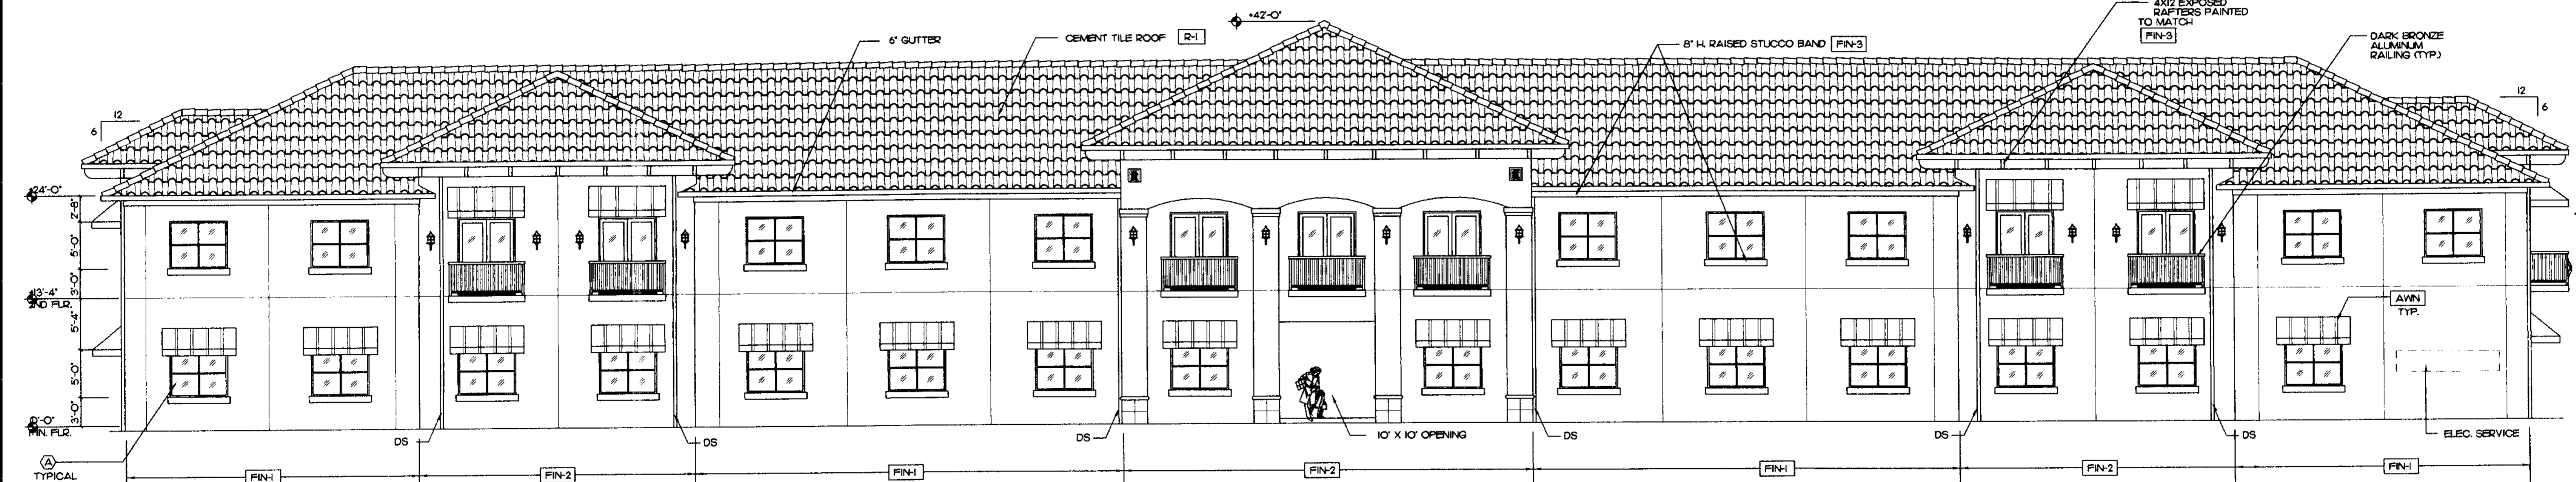 +42'-0"
4X12 EXPOSED
RAFTERS PAINTED
TO MATCH
FIN-3
6" GUTTER
CEMENT TILE ROOF R-1
8" H. RAISED STUCCO BAND FIN-3
DARK BRONZE
ALUMINUM
RAILING (TYP.)
12
6
12
6
+24'-0"
2'-8"
5'-0"
3'-0"
+13'-4"
2ND FLR.
5'-4"
5'-0"
3'-0"
0'-0"
FIN. FLR.
AWN
TYP.
DS
DS
DS
10' X 10' OPENING
DS
DS
DS
ELEC. SERVICE
A
TYPICAL
FIN-1
FIN-2
FIN-1
FIN-2
FIN-1
FIN-2
FIN-1